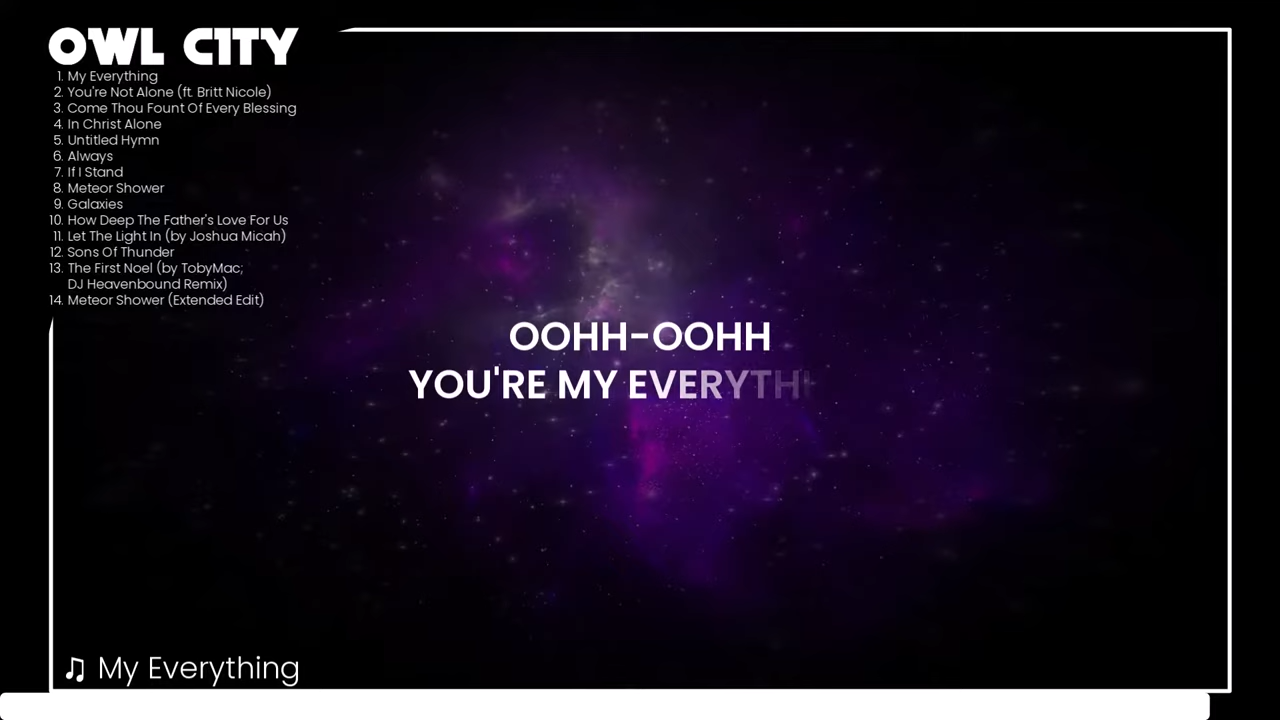 OWL CITY
1. My Everything
2. You're Not Alone (ft. Britt Nicole)
3. Come Thou Fount Of Every Blessing
4. In Christ Alone
5. Untitled Hymn
6. Always
7. If I Stand
8. Meteor Shower
9. Galaxies
10. How Deep The Father's Love For Us
11. Let The Light In (by Joshua Micah)
12. Sons Of Thunder
13. The First Noel (by TobyMac;
DJ Heavenbound Remix)
14. Meteor Shower (Extended Edit)
OOHH-OOHH
YOU'RE MY EVERYTHI
♫ My Everything